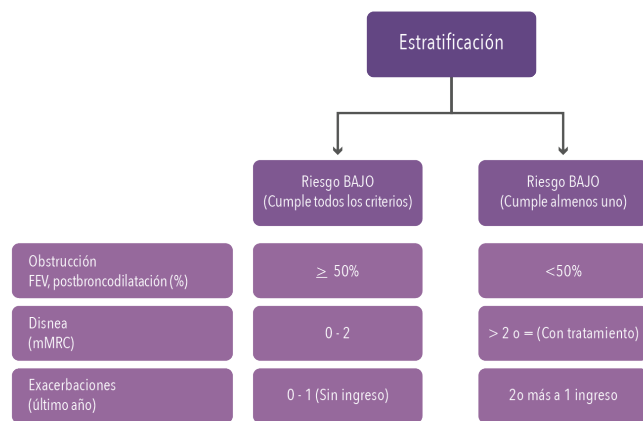 Estratificación
Riesgo BAJO
(Cumple todos los criterios)
Riesgo BAJO
(Cumple almenos uno)
Obstrucción
FEV, postbroncodilatación (%)
≥ 50%
<50%
Disnea
(mMRC)
0 - 2
> 2 o = (Con tratamiento)
Exacerbaciones
(último año)
0 - 1 (Sin ingreso)
2o más a 1 ingreso